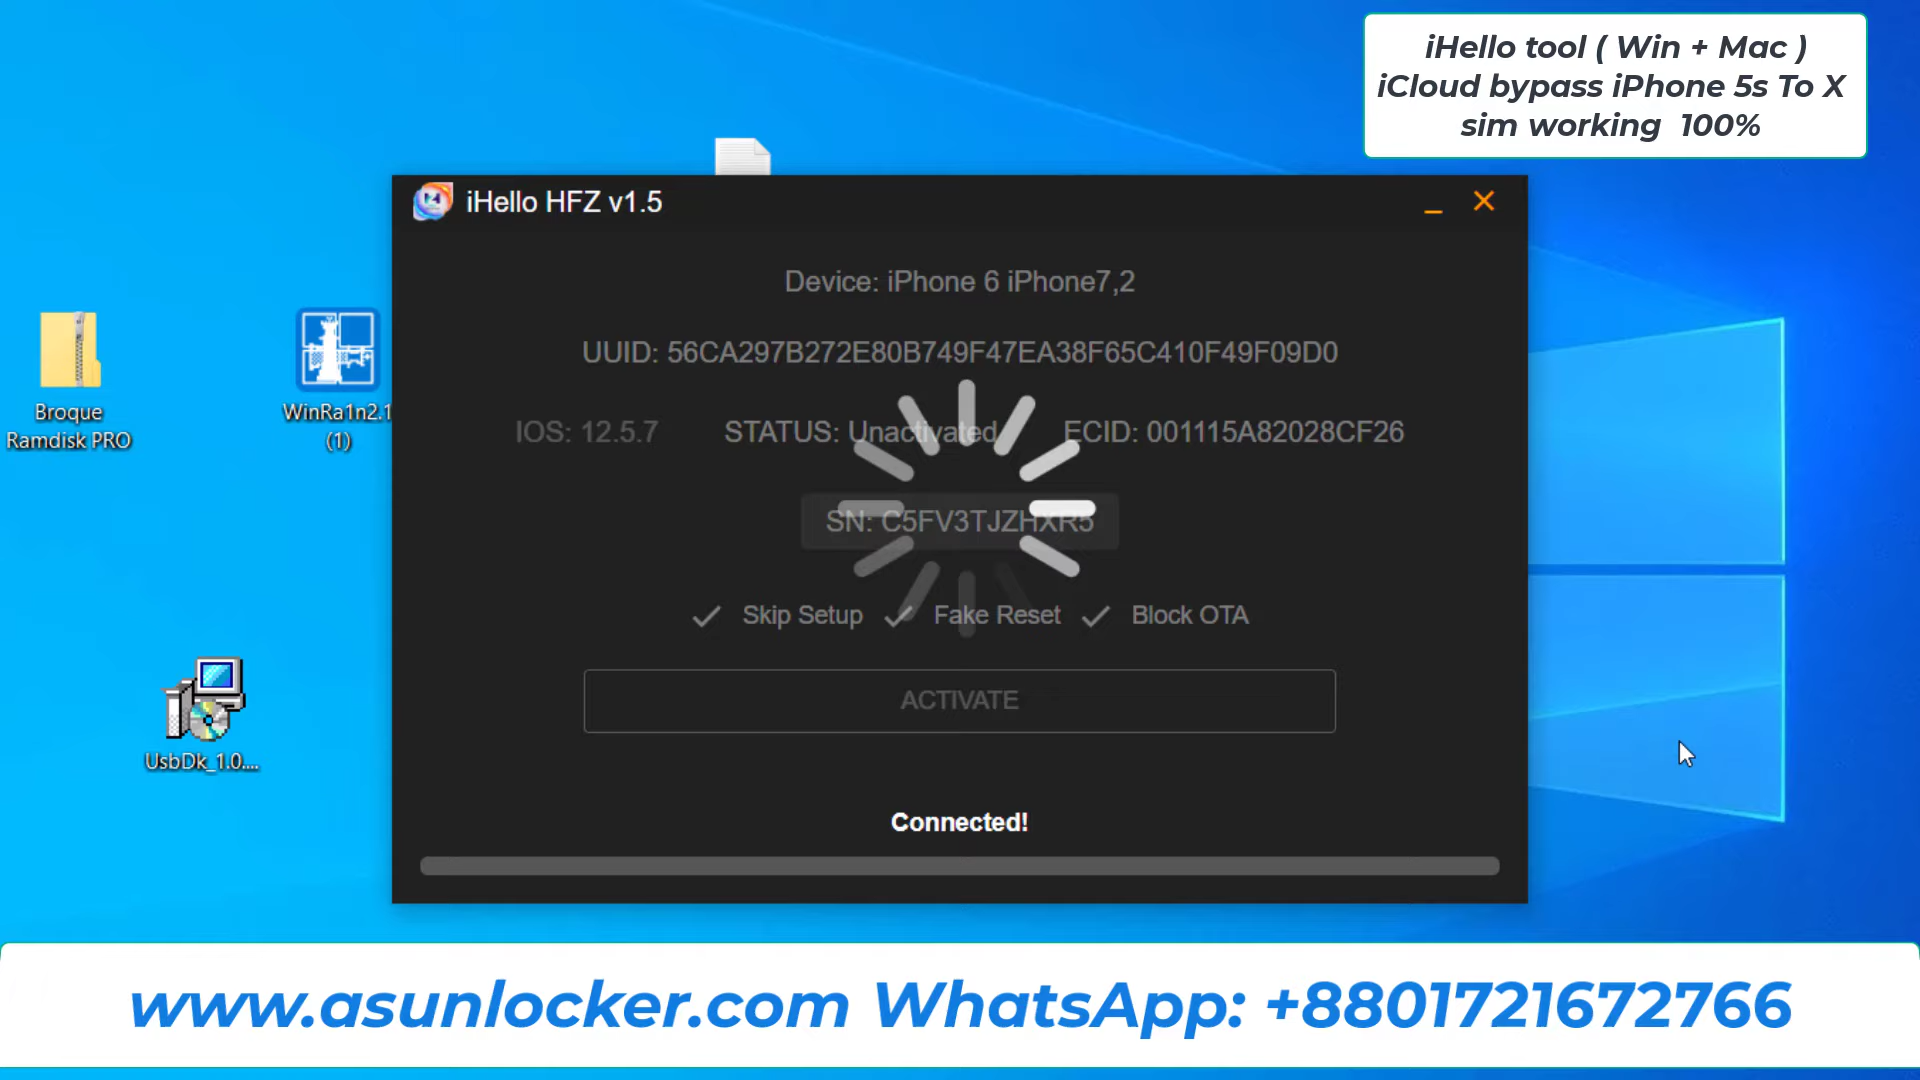 iHello tool ( Win + Mac )
iCloud bypass iPhone 5s To X
sim working 100%
iHello HFZ v1.5
Device: iPhone 6 iPhone7,2
UUID: 56CA297B272E80B749F47EA38F65C410F49F09D0
IOS: 12.5.7 STATUS: Unactivated ECID: 001115A82028CF26
SN: C5FV3TJZHXR5
Skip Setup Fake Reset Block OTA
ACTIVATE
Connected!
Broque
Ramdisk PRO
WinRa1n2.1
(1)
UsbDk_1.0....
www.asunlocker.com WhatsApp: +8801721672766